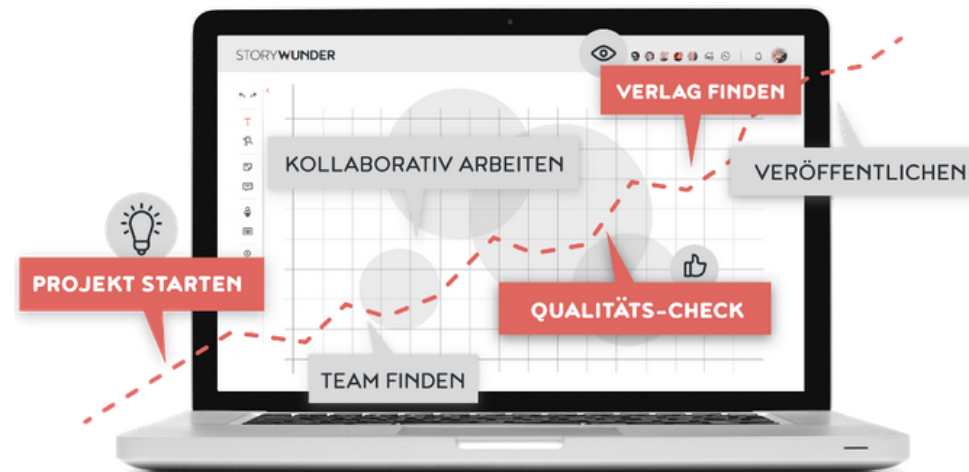 STORYWUNDER
VERLAG FINDEN
KOLLABORATIV ARBEITEN
VERÖFFENTLICHEN
PROJEKT STARTEN
QUALITÄTS-CHECK
TEAM FINDEN
T